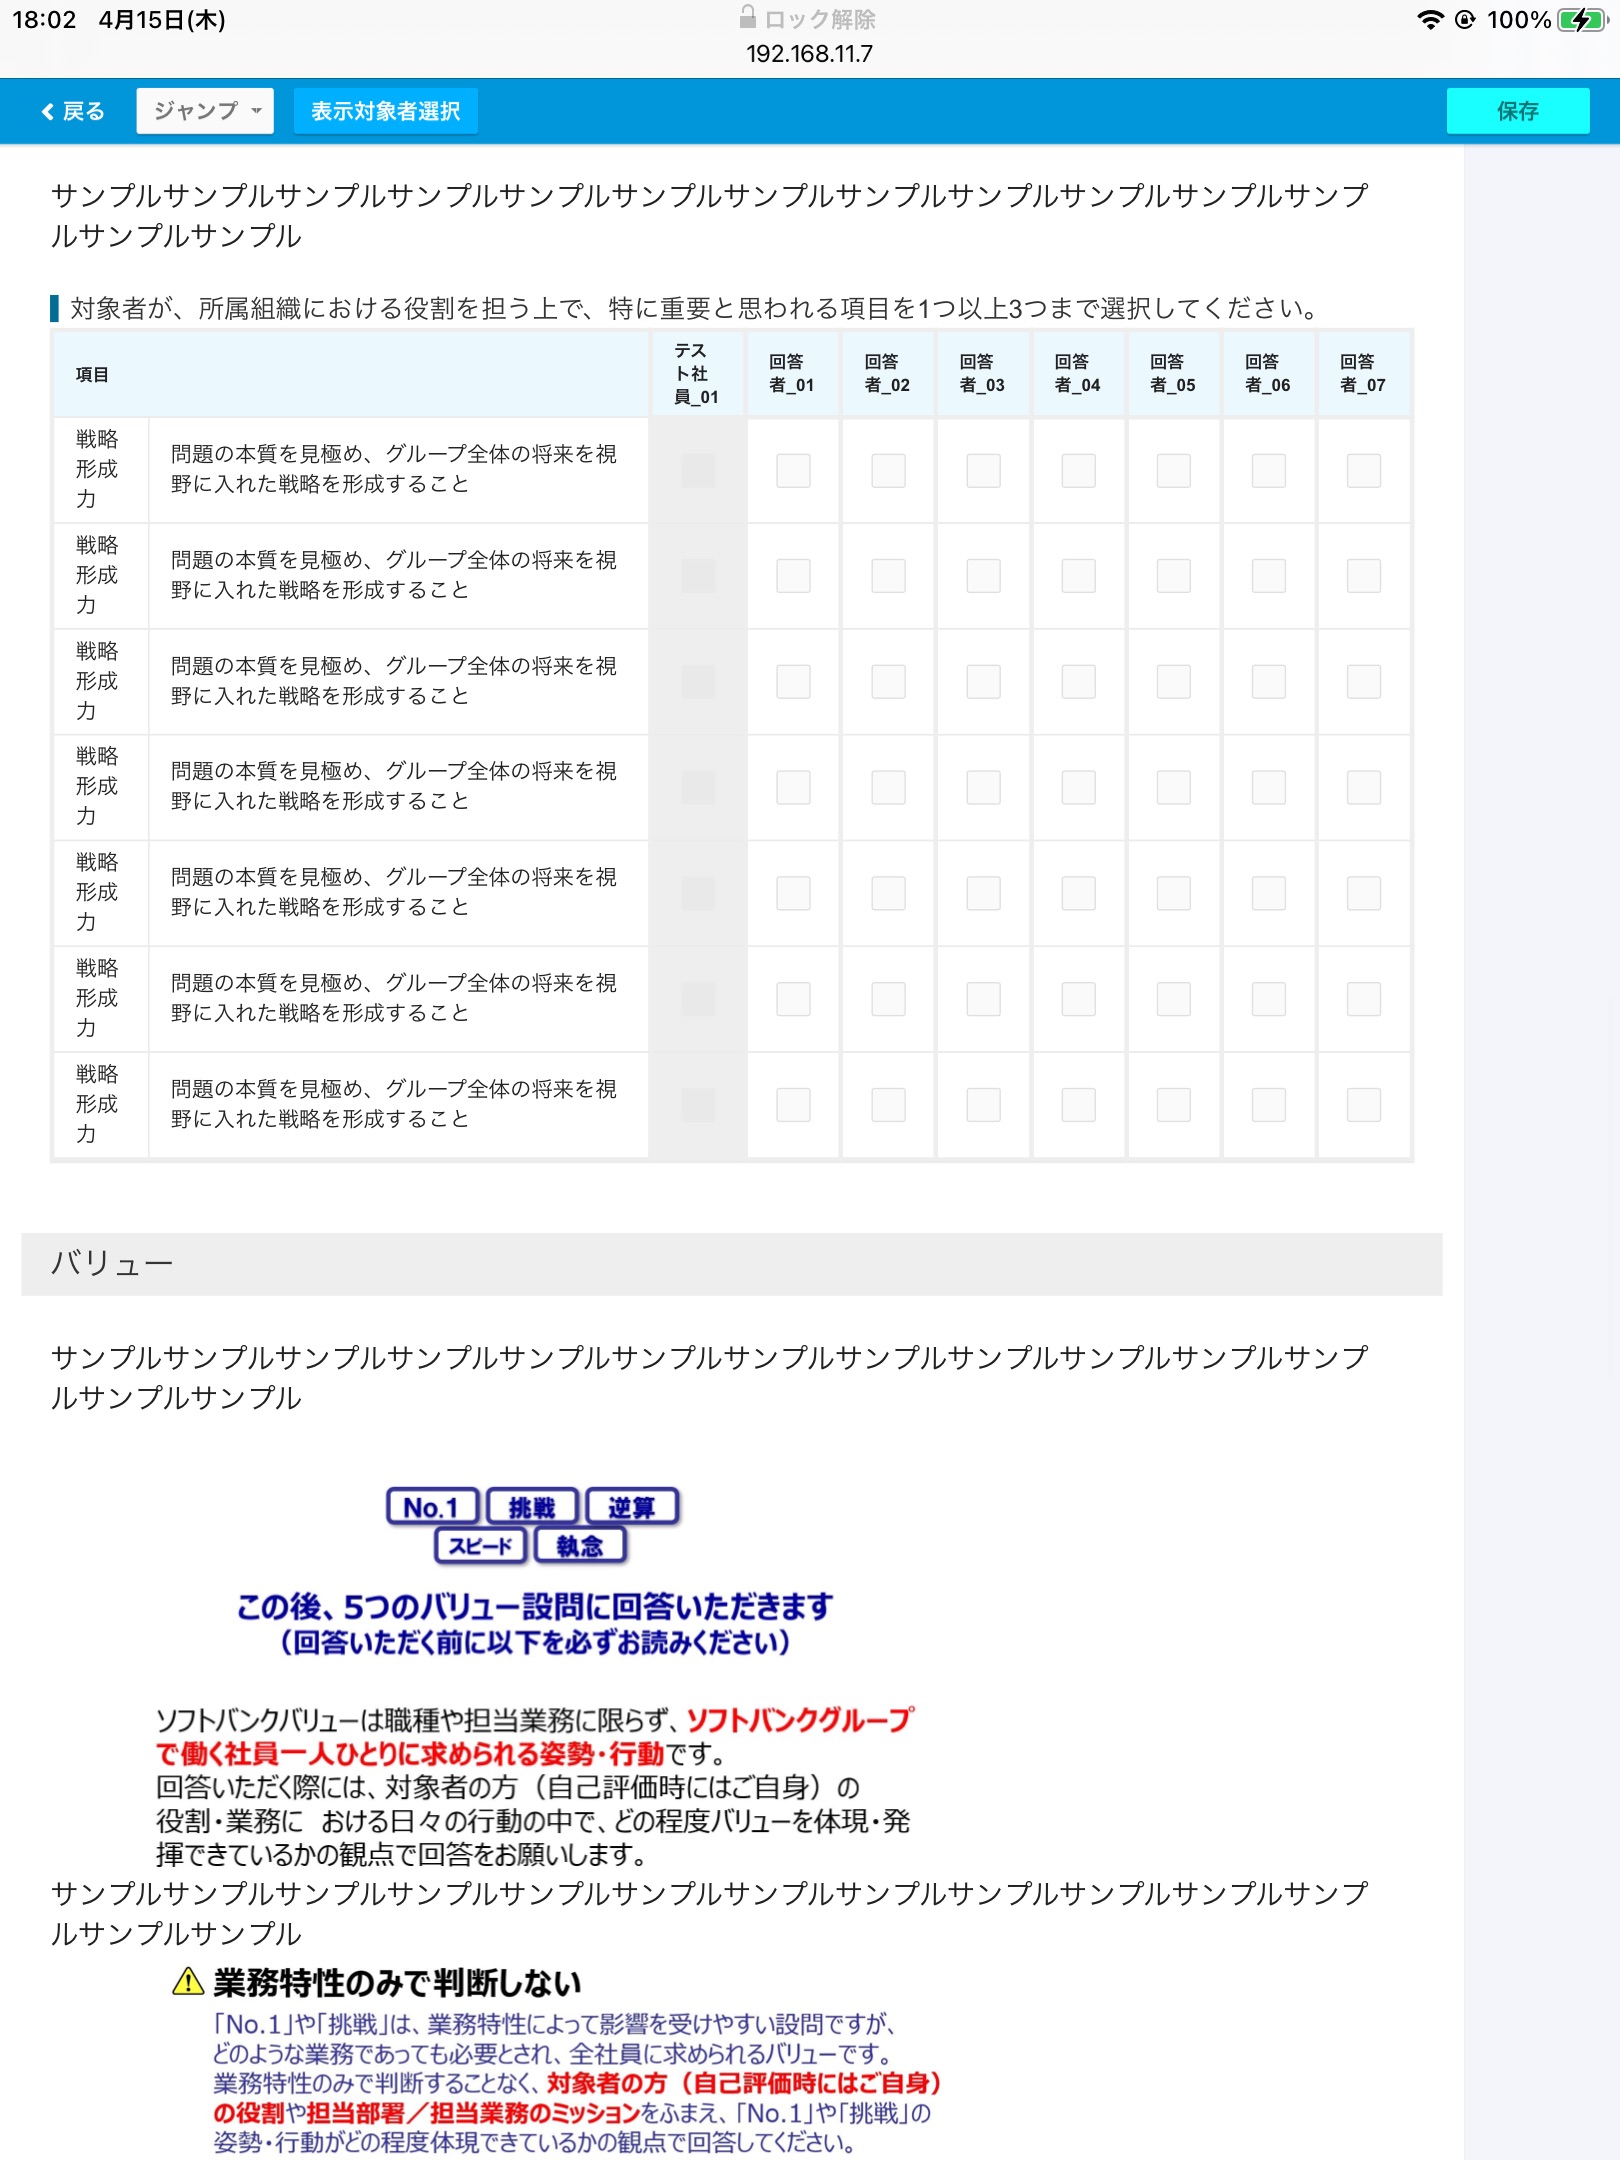 18:02 4月15日(木)
ロック解除
100%
192.168.11.7
戻る
ジャンプ
表示対象者選択
保存
サンプルサンプルサンプルサンプルサンプルサンプルサンプルサンプルサンプルサンプルサンプルサンプ
ルサンプルサンプル
対象者が、所属組織における役割を担う上で、特に重要と思われる項目を1つ以上3つまで選択してください。
項目
テス
ト社
員_01
回答
者_01
回答
者_02
回答
者_03
回答
者_04
回答
者_05
回答
者_06
回答
者_07
戦略
形成
力
問題の本質を見極め、グループ全体の将来を視
野に入れた戦略を形成すること
戦略
形成
力
問題の本質を見極め、グループ全体の将来を視
野に入れた戦略を形成すること
戦略
形成
力
問題の本質を見極め、グループ全体の将来を視
野に入れた戦略を形成すること
戦略
形成
力
問題の本質を見極め、グループ全体の将来を視
野に入れた戦略を形成すること
戦略
形成
力
問題の本質を見極め、グループ全体の将来を視
野に入れた戦略を形成すること
戦略
形成
力
問題の本質を見極め、グループ全体の将来を視
野に入れた戦略を形成すること
戦略
形成
力
問題の本質を見極め、グループ全体の将来を視
野に入れた戦略を形成すること
バリュー
サンプルサンプルサンプルサンプルサンプルサンプルサンプルサンプルサンプルサンプルサンプルサンプ
ルサンプルサンプル
No.1 挑戦 逆算
スピード 執念
この後、5つのバリュー設問に回答いただきます
（回答いただく前に以下を必ずお読みください）
ソフトバンクバリューは職種や担当業務に限らず、ソフトバンクグループ
で働く社員一人ひとりに求められる姿勢・行動です。
回答いただく際には、対象者の方（自己評価時にはご自身）の
役割・業務に おける日々の行動の中で、どの程度バリューを体現・発
揮できているかの観点で回答をお願いします。
サンプルサンプルサンプルサンプルサンプルサンプルサンプルサンプルサンプルサンプルサンプルサンプ
ルサンプルサンプル
業務特性のみで判断しない
「No.1」や「挑戦」は、業務特性によって影響を受けやすい設問ですが、
どのような業務であっても必要とされ、全社員に求められるバリューです。
業務特性のみで判断することなく、対象者の方（自己評価時にはご自身）
の役割や担当部署／担当業務のミッションをふまえ、「No.1」や「挑戦」の
姿勢・行動がどの程度体現できているかの観点で回答してください。